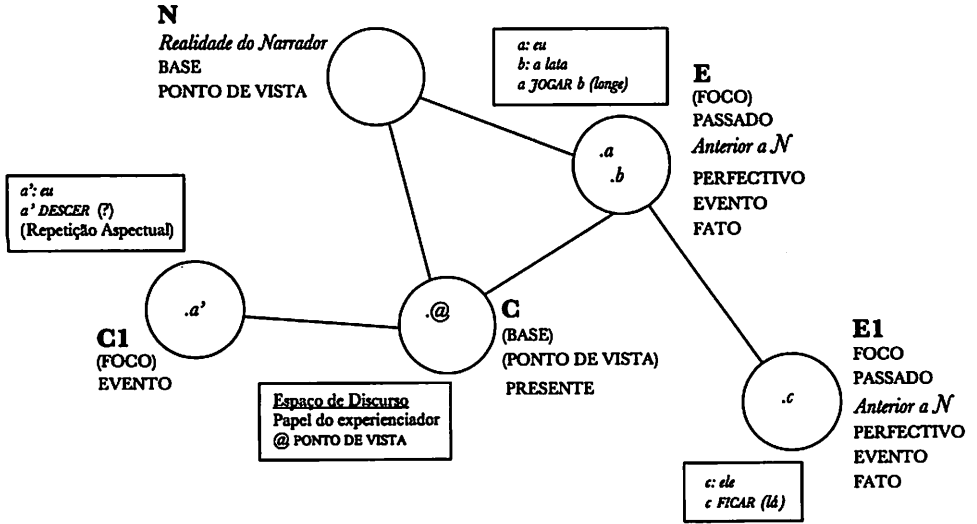 N
Realidade do Narrador
BASE
PONTO DE VISTA
a: eu
b: a lata
a JOGAR b (longe)
E
(FOCO)
PASSADO
Anterior a N
PERFECTIVO
EVENTO
FATO
.a
.b
a’: eu
a’ DESCER (?)
(Repetição Aspectual)
.a’
C1
(FOCO)
EVENTO
.@
C
(BASE)
(PONTO DE VISTA)
PRESENTE
Espaço de Discurso
Papel do experienciador
@ PONTO DE VISTA
E1
FOCO
PASSADO
Anterior a N
PERFECTIVO
EVENTO
FATO
.c
c: ele
c FICAR (lá)